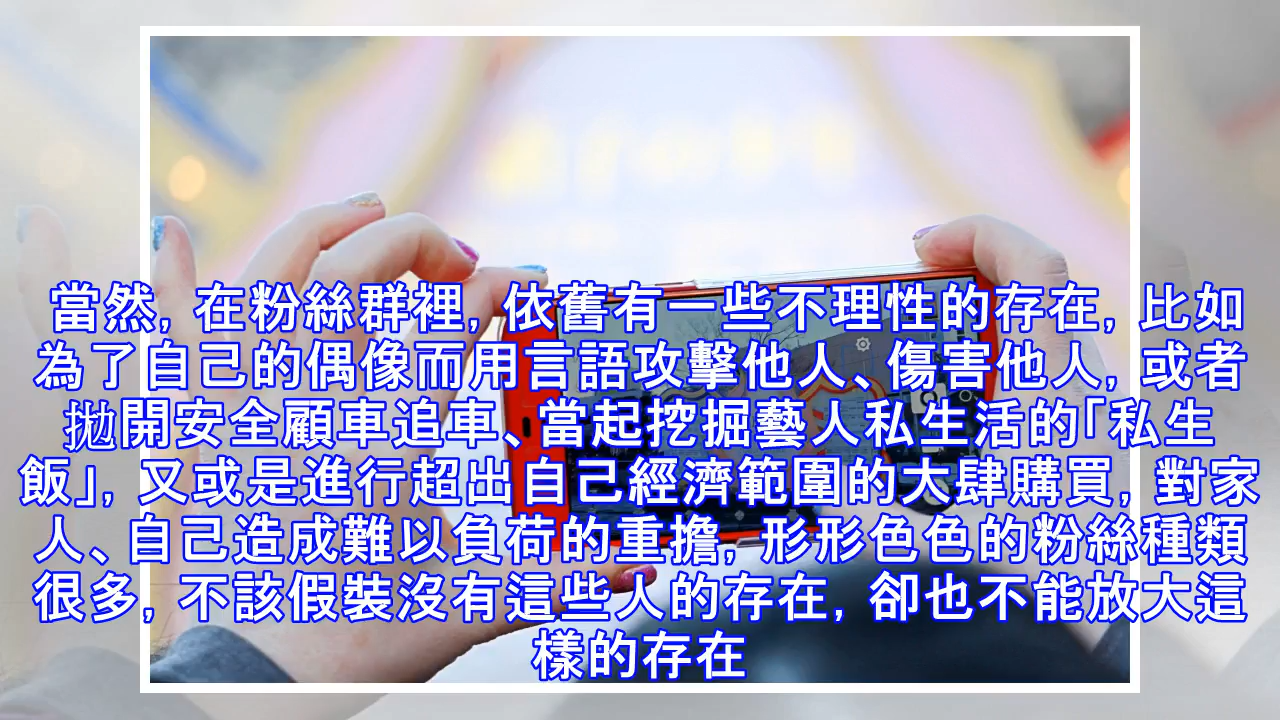 當然, 在粉絲群裡, 依舊有一些不理性的存在, 比如
為了自己的偶像而用言語攻擊他人、傷害他人, 或者
拋開安全顧車追車、當起挖掘藝人私生活的「私生
飯」, 又或是進行超出自己經濟範圍的大肆購買, 對家
人、自己造成難以負荷的重擔, 形形色色的粉絲種類
很多, 不該假裝沒有這些人的存在, 卻也不能放大這
樣的存在